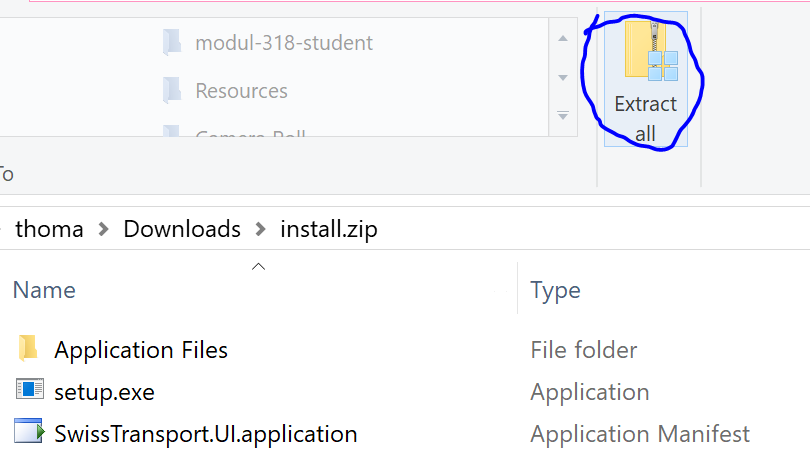 modul-318-student
Resources
Camera Roll
Extract
all
To
thoma > Downloads > install.zip
Name
Type
Application Files
File folder
setup.exe
Application
SwissTransport.UI.application
Application Manifest